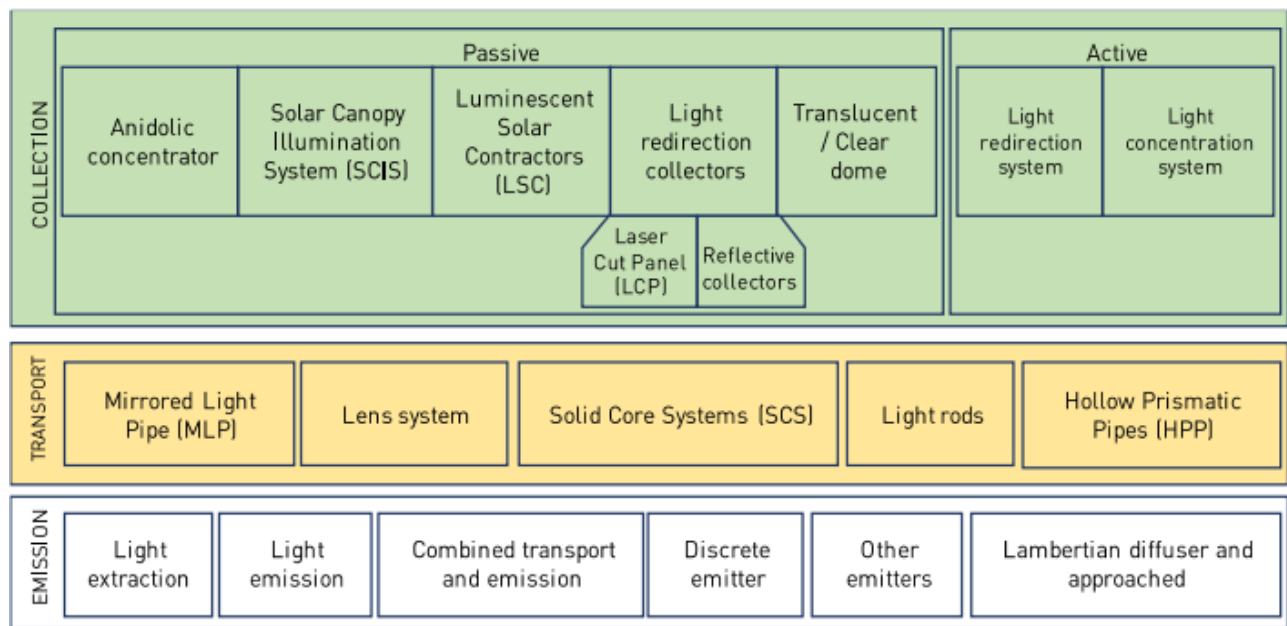 COLLECTION
Passive
Anidolic
concentrator
Solar Canopy
Illumination
System (SCIS)
Luminescent
Solar
Contractors
(LSC)
Light
redirection
collectors
Translucent
/ Clear
dome
Laser
Cut Panel
(LCP)
Reflective
collectors
Active
Light
redirection
system
Light
concentration
system
TRANSPORT
Mirrored Light
Pipe (MLP)
Lens system
Solid Core Systems (SCS)
Light rods
Hollow Prismatic
Pipes (HPP)
EMISSION
Light
extraction
Light
emission
Combined transport
and emission
Discrete
emitter
Other
emitters
Lambertian diffuser and
approached